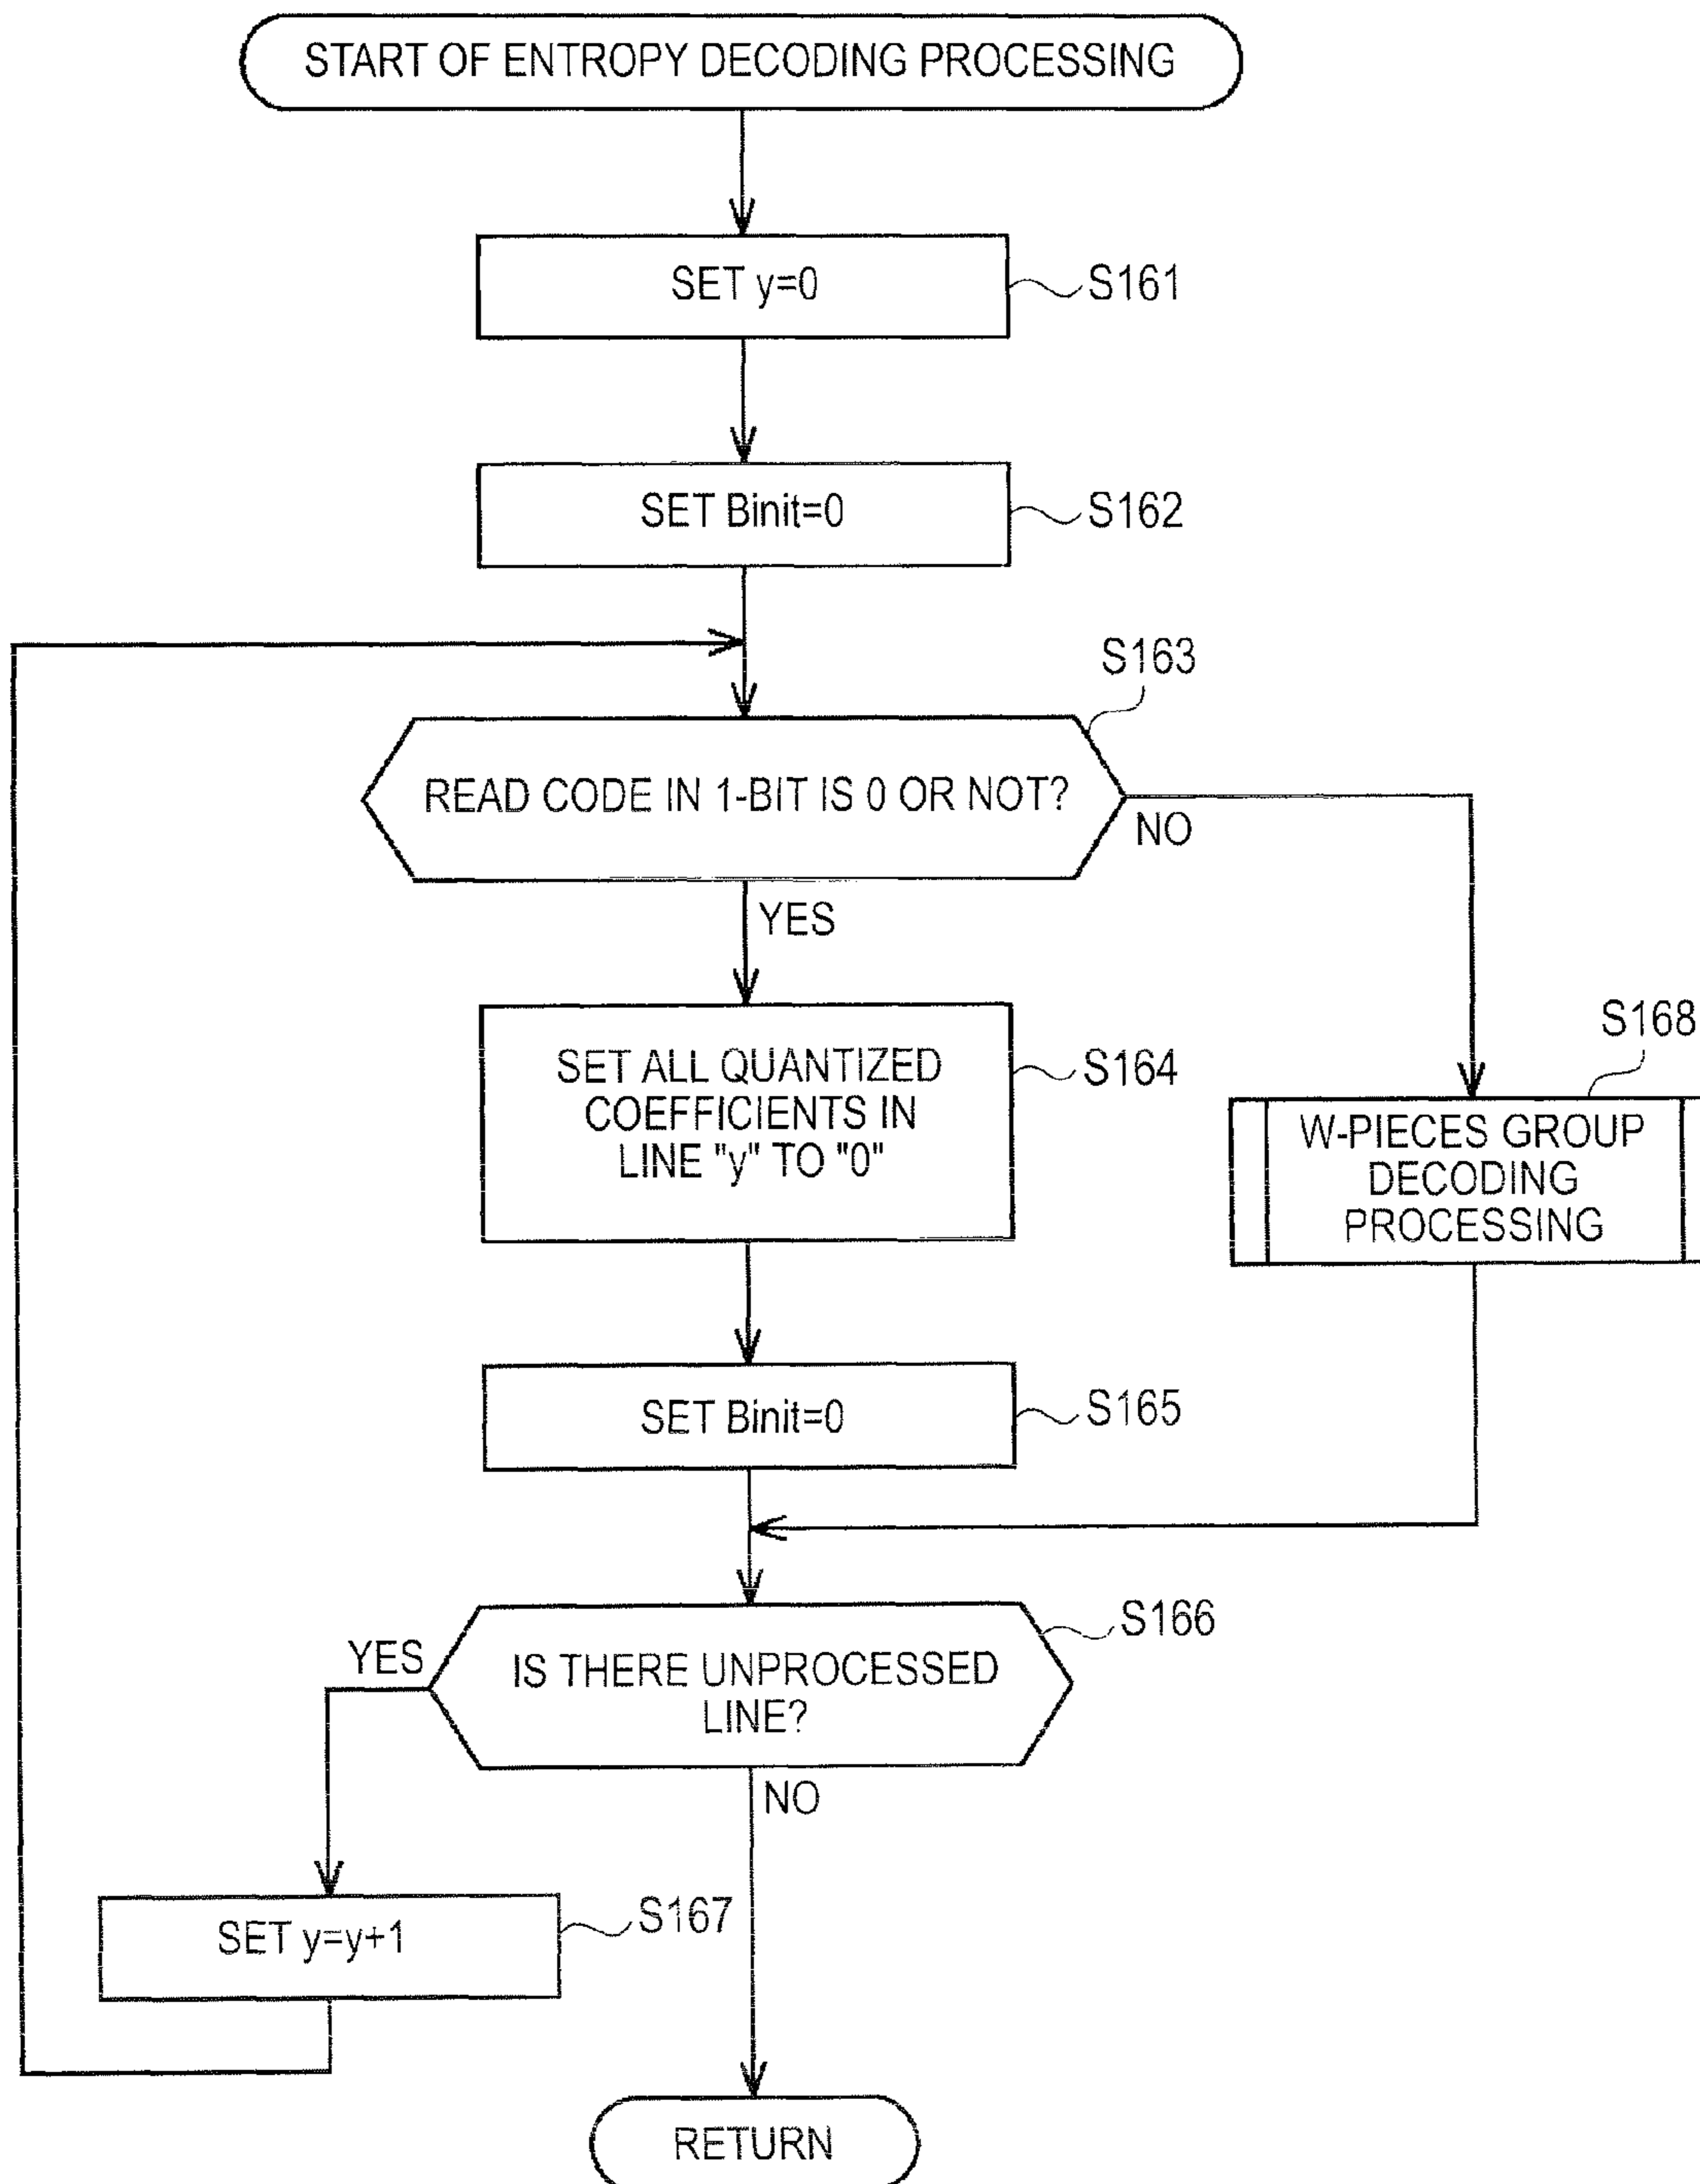 START OF ENTROPY DECODING PROCESSING
SET y=0
S161
SET Binit=0
S162
S163
READ CODE IN 1-BIT IS 0 OR NOT?
NO
YES
SET ALL QUANTIZED
COEFFICIENTS IN
LINE "y" TO "0"
S164
S168
W-PIECES GROUP
DECODING
PROCESSING
SET Binit=0
S165
S166
YES
IS THERE UNPROCESSED
LINE?
NO
SET y=y+1
S167
RETURN